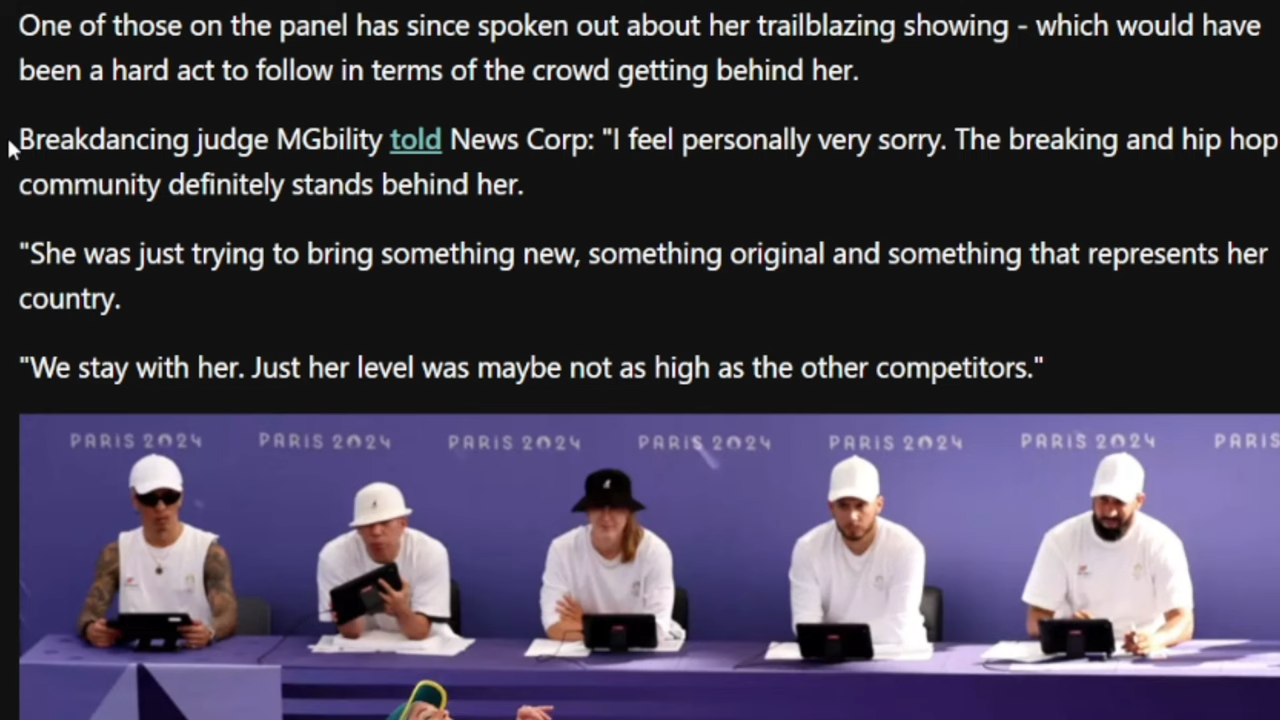 One of those on the panel has since spoken out about her trailblazing showing - which would have
been a hard act to follow in terms of the crowd getting behind her.
Breakdancing judge MGbility told News Corp: "I feel personally very sorry. The breaking and hip hop
community definitely stands behind her.
"She was just trying to bring something new, something original and something that represents her
country.
"We stay with her. Just her level was maybe not as high as the other competitors."
PARIS 2024 PARIS 2024 PARIS 2024 PARIS 2024 PARIS 2024 PARIS 2024 PARIS